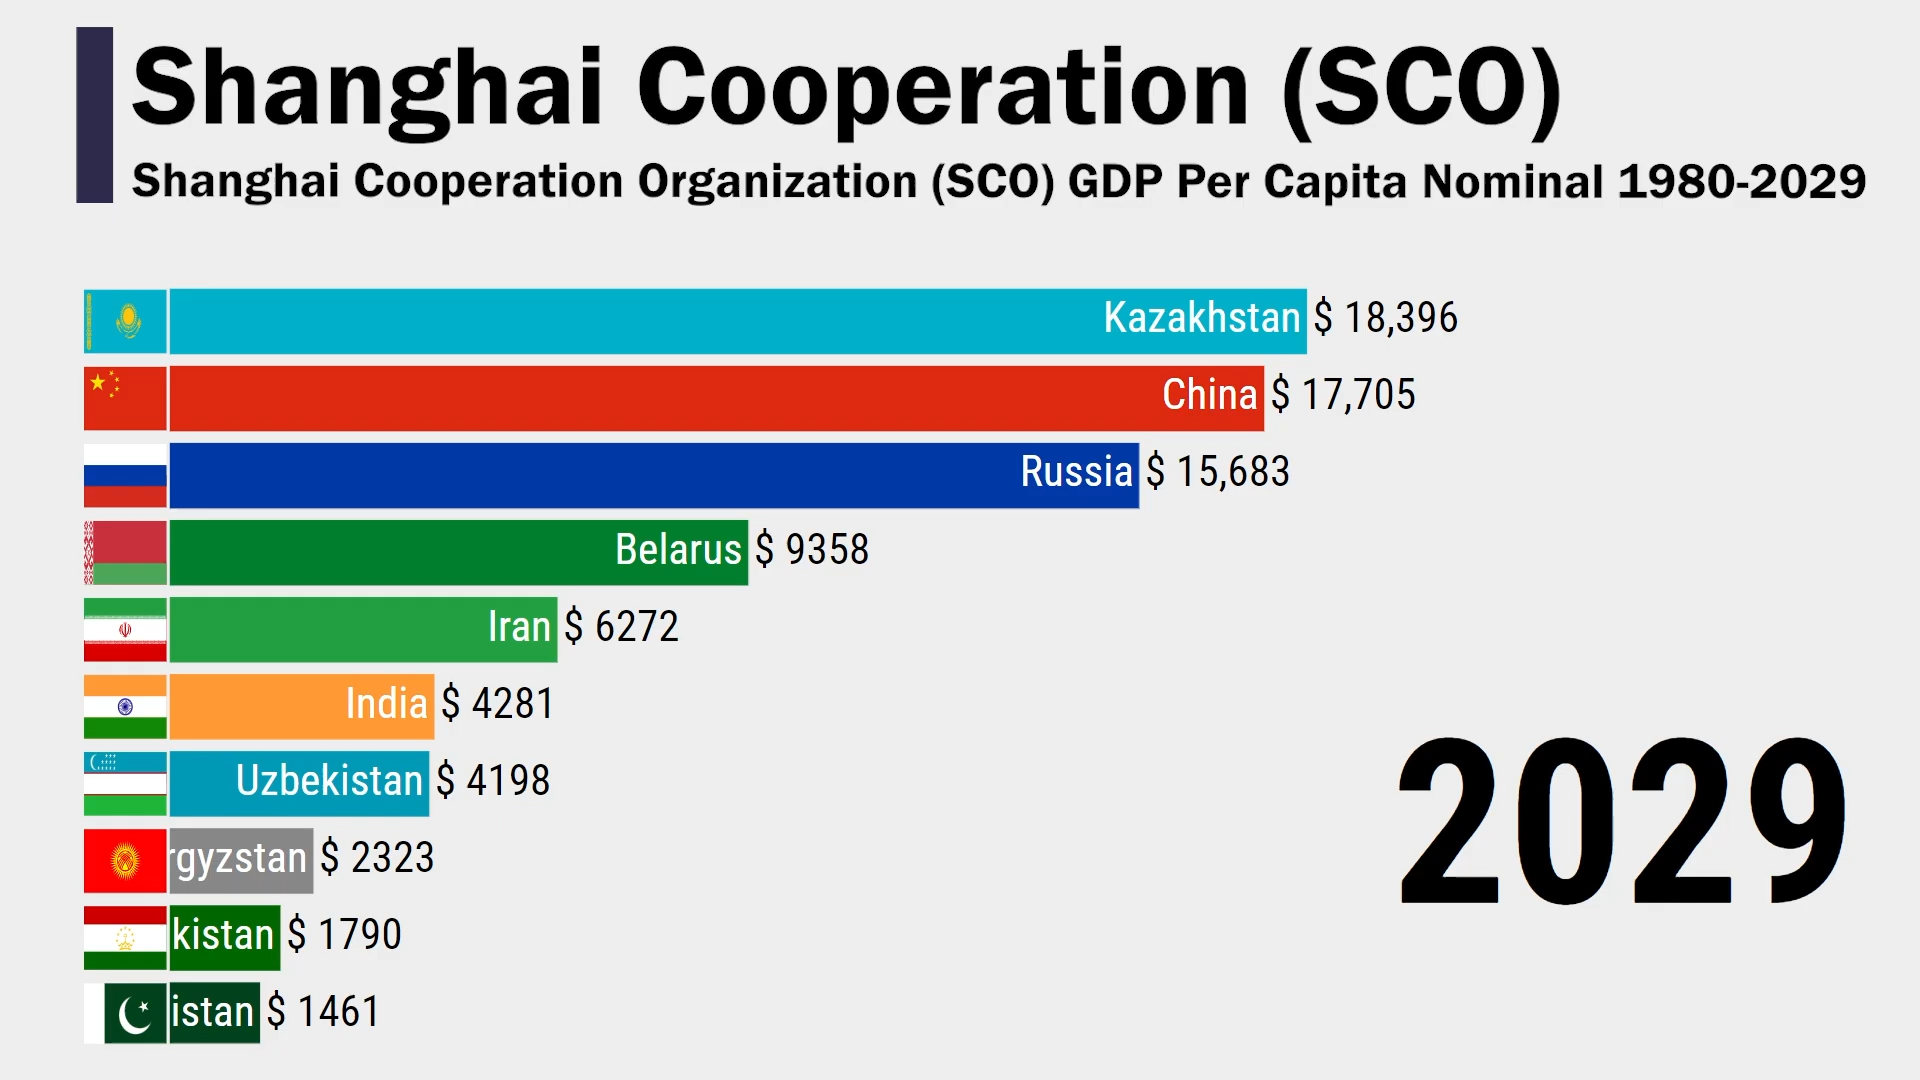 Shanghai Cooperation (SCO)
Shanghai Cooperation Organization (SCO) GDP Per Capita Nominal 1980-2029
Kazakhstan $ 18,396
China $ 17,705
Russia $ 15,683
Belarus $ 9358
Iran $ 6272
India $ 4281
Uzbekistan $ 4198
rgyzstan $ 2323
kistan $ 1790
istan $ 1461
2029